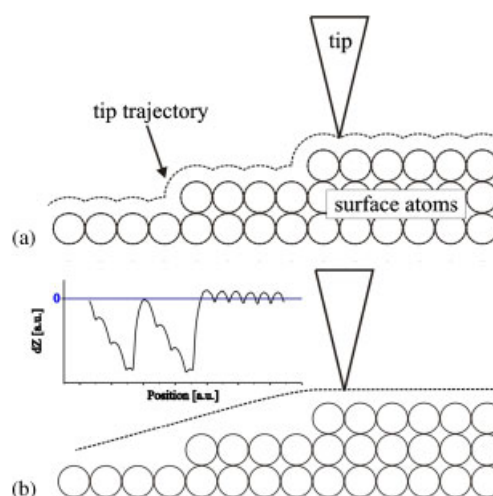 tip
tip trajectory
surface atoms
(a)
0
dZ [a.u.]
Position [a.u.]
(b)